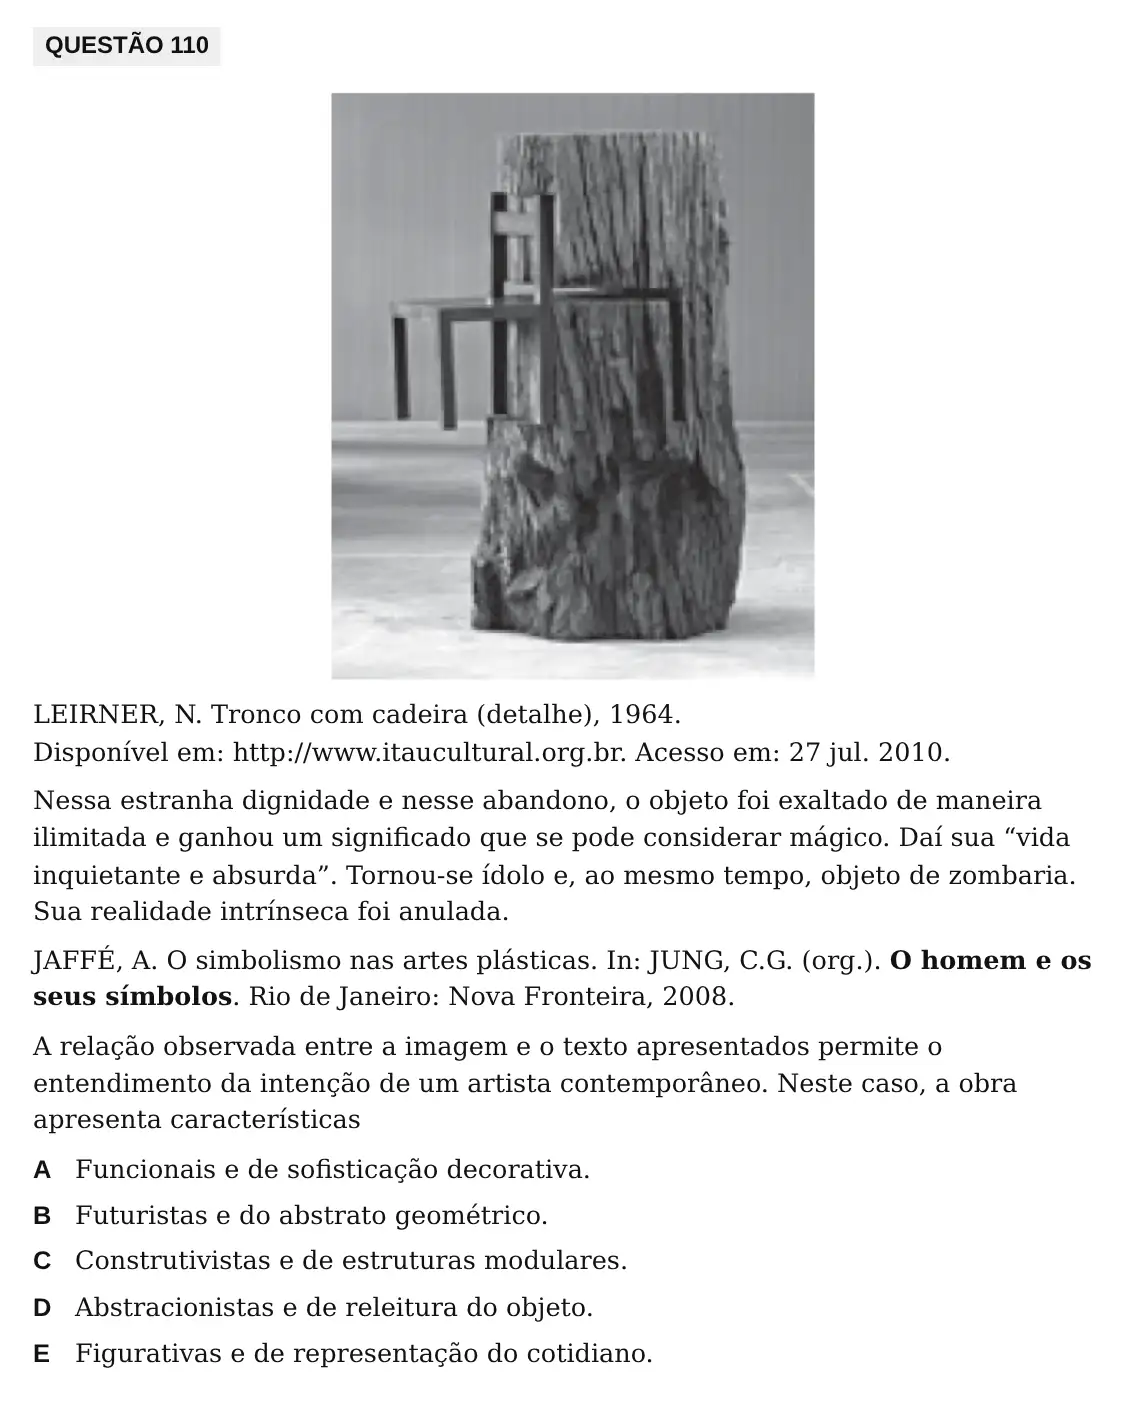 QUESTÃO 110
LEIRNER, N. Tronco com cadeira (detalhe), 1964.
Disponível em: http://www.itaucultural.org.br. Acesso em: 27 jul. 2010.
Nessa estranha dignidade e nesse abandono, o objeto foi exaltado de maneira
ilimitada e ganhou um significado que se pode considerar mágico. Daí sua “vida
inquietante e absurda”. Tornou-se ídolo e, ao mesmo tempo, objeto de zombaria.
Sua realidade intrínseca foi anulada.
JAFFÉ, A. O simbolismo nas artes plásticas. In: JUNG, C.G. (org.). O homem e os
seus símbolos. Rio de Janeiro: Nova Fronteira, 2008.
A relação observada entre a imagem e o texto apresentados permite o
entendimento da intenção de um artista contemporâneo. Neste caso, a obra
apresenta características
A Funcionais e de sofisticação decorativa.
B Futuristas e do abstrato geométrico.
C Construtivistas e de estruturas modulares.
D Abstracionistas e de releitura do objeto.
E Figurativas e de representação do cotidiano.